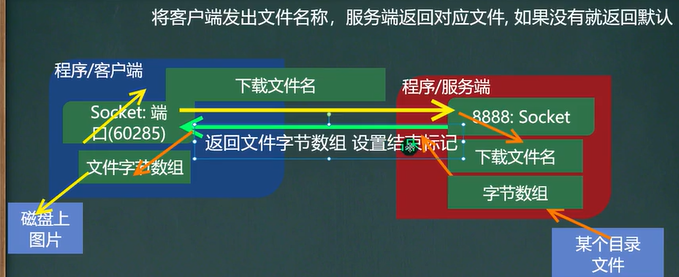 将客户端发出文件名称，服务端返回对应文件, 如果没有就返回默认
程序/客户端
下载文件名
程序/服务端
Socket: 端
口(60285)
8888: Socket
返回文件字节数组 设置结束标记
下载文件名
文件字节数组
字节数组
磁盘上
图片
某个目录
文件